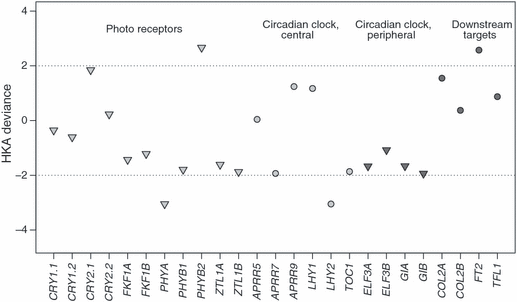 4
2
0
−2
−4
HKA deviance
Photo receptors
Circadian clock,
central
Circadian clock,
peripheral
Downstream
targets
CRY1.1
CRY1.2
CRY2.1
CRY2.2
FKF1A
FKF1B
PHYA
PHYB1
PHYB2
ZTL1A
ZTL1B
APRR5
APRR7
APRR9
LHY1
LHY2
TOC1
ELF3A
ELF3B
GIA
GIB
COL2A
COL2B
FT2
TFL1